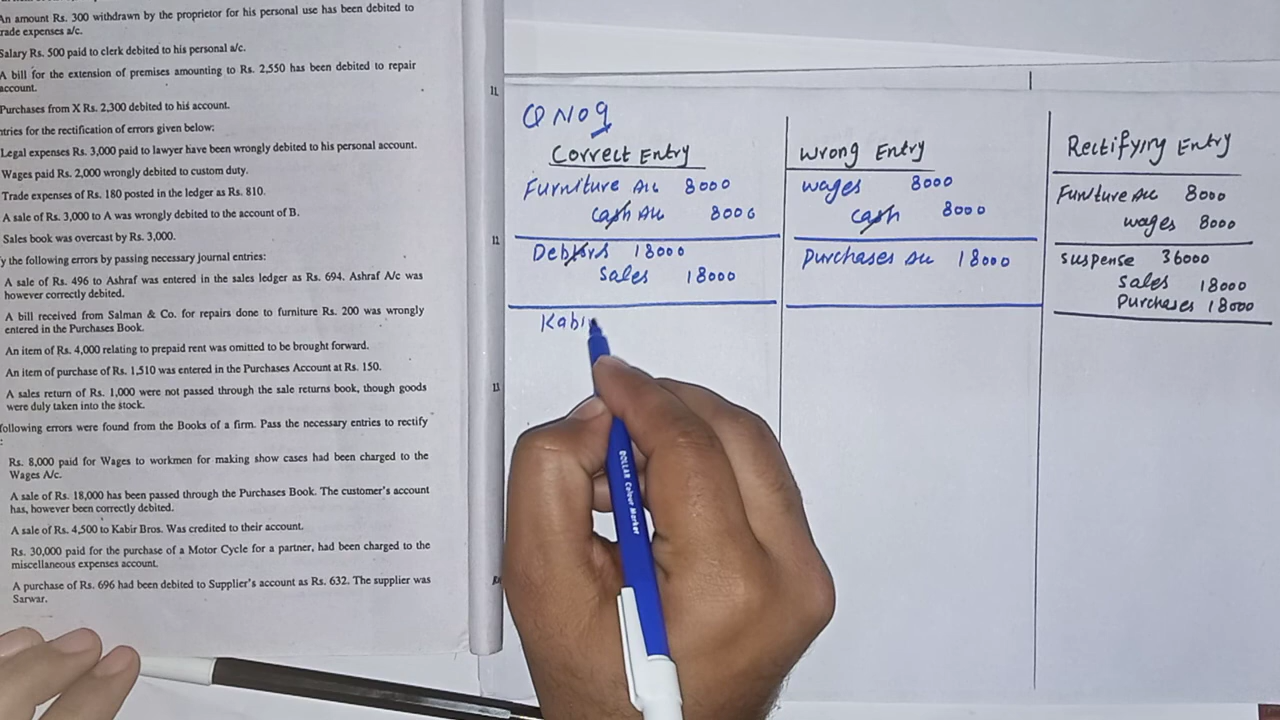 An amount Rs. 300 withdrawn by the proprietor for his personal use has been debited to
rade expenses a/c.
Salary Rs. 500 paid to clerk debited to his personal a/c.
A bill for the extension of premises amounting to Rs. 2,550 has been debited to repair
account.
Purchases from X Rs. 2,300 debited to his account.
ntries for the rectification of errors given below:
Legal expenses Rs. 3,000 paid to lawyer have been wrongly debited to his personal account.
Wages paid Rs. 2,000 wrongly debited to custom duty.
Trade expenses of Rs. 180 posted in the ledger as Rs. 810.
A sale of Rs. 3,000 to A was wrongly debited to the account of B.
Sales book was overcast by Rs. 3,000.
y the following errors by passing necessary journal entries:
A sale of Rs. 496 to Ashraf was entered in the sales ledger as Rs. 694. Ashraf A/c was
however correctly debited.
A bill received from Salman & Co. for repairs done to furniture Rs. 200 was wrongly
entered in the Purchases Book.
An item of Rs. 4,000 relating to prepaid rent was omitted to be brought forward.
An item of purchase of Rs. 1,510 was entered in the Purchases Account at Rs. 150.
A sales return of Rs. 1,000 were not passed through the sale returns book, though goods
were duly taken into the stock.
following errors were found from the Books of a firm. Pass the necessary entries to rectify
:
Rs. 8,000 paid for Wages to workmen for making show cases had been charged to the
Wages A/c.
A sale of Rs. 18,000 has been passed through the Purchases Book. The customer's account
has, however been correctly debited.
A sale of Rs. 4,500 to Kabir Bros. Was credited to their account.
Rs. 30,000 paid for the purchase of a Motor Cycle for a partner, had been charged to the
miscellaneous expenses account.
A purchase of Rs. 696 had been debited to Supplier's account as Rs. 632. The supplier was
Sarwar.
11
12
13
Q No 9
Correct Entry
Furniture A/c 8000
cash A/c 8000
Debtors 18000
Sales 18000
Kabi
Wrong Entry
wages 8000
cash 8000
Purchases A/c 18000
Rectifying Entry
Funiture A/c 8000
wages 8000
Suspense 36000
Sales 18000
Purchases 18000
DOLLAR Colour Marker